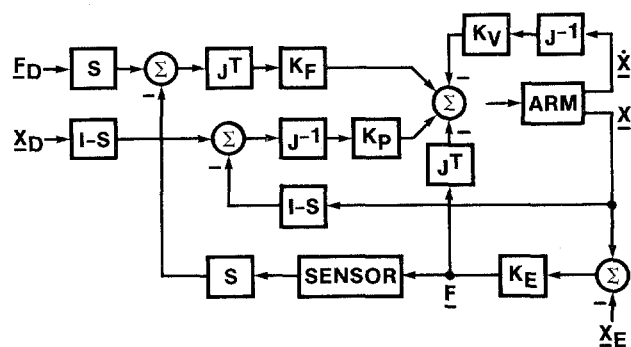 K_V
J⁻¹
Ẋ
F_D
S
Σ
J^T
K_F
−
−
Σ
ARM
X
−
X_D
I–S
Σ
J⁻¹
K_P
−
J^T
−
I–S
S
SENSOR
F
K_E
Σ
−
X_E